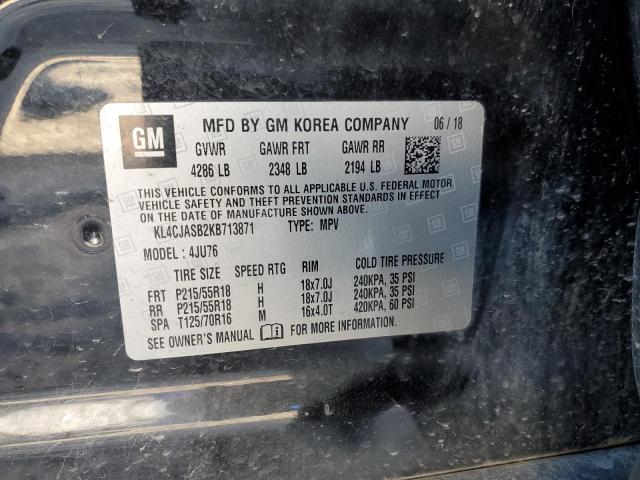 GM MFD BY GM KOREA COMPANY 06 / 18
GVWR GAWR FRT GAWR RR
4286 LB 2348 LB 2194 LB
THIS VEHICLE CONFORMS TO ALL APPLICABLE U.S. FEDERAL MOTOR
VEHICLE SAFETY AND THEFT PREVENTION STANDARDS IN EFFECT
ON THE DATE OF MANUFACTURE SHOWN ABOVE.
KL4CJASB2KB713871 TYPE: MPV
MODEL: 4JU76
TIRE SIZE SPEED RTG RIM COLD TIRE PRESSURE
FRT P215/55R18 H 18x7.0J 240KPA, 35 PSI
RR P215/55R18 H 18x7.0J 240KPA, 35 PSI
SPA T125/70R16 M 16x4.0T 420KPA, 60 PSI
SEE OWNER'S MANUAL FOR MORE INFORMATION